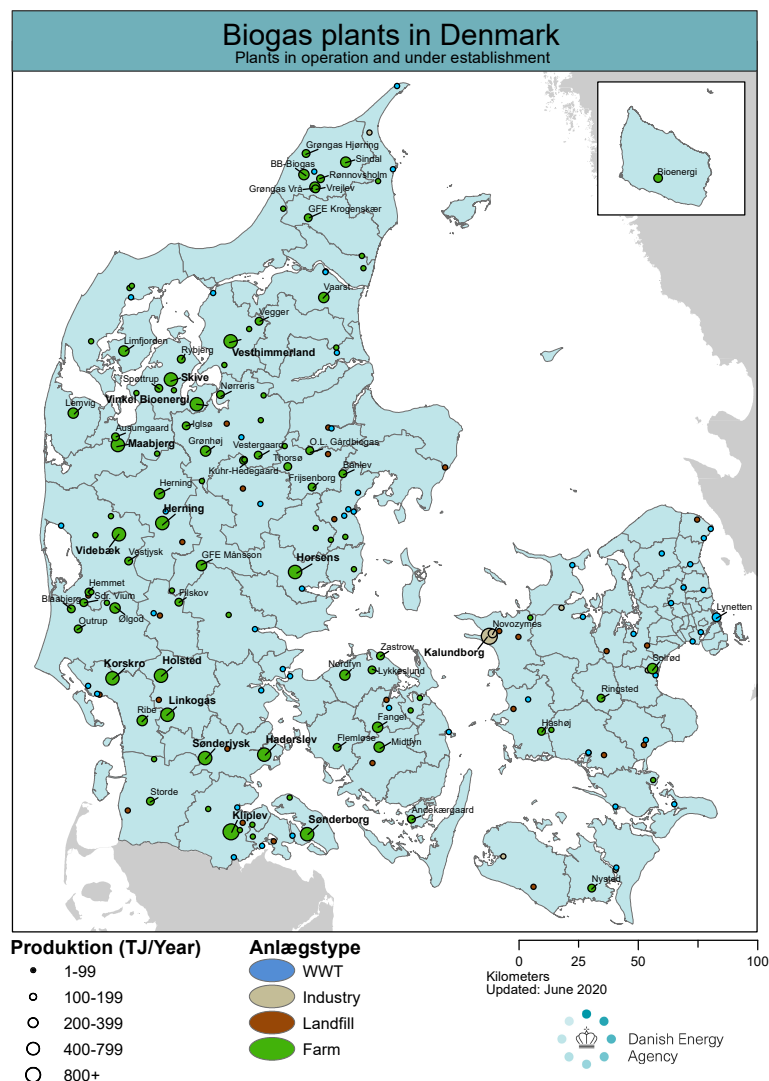 Biogas plants in Denmark
Plants in operation and under establishment
Grøngas Hjørring
Sindal
BB-Biogas
Rønnovsholm
Grøngas Vrå
Vrejlev
GFE Krogenskær
Bioenergi
Vaarst
Vegger
Limfjorden
Rybjerg
Vesthimmerland
Spøttrup
Skive
Nørreris
Vinkel Bioenergi
Lemvig
Iglsø
Ausumgaard
Grønhøj
Maabjerg
Vestergaard
O.L. Gårdbiogas
Thorsø
Kuhr-Hedegaard
Bånlev
Frijsenborg
Herning
Herning
Videbæk
Vestjysk
GFE Månsson
Horsens
Hemmet
Sdr. Vium
Blaabjerg
Filskov
Ølgod
Outrup
Novozymes
Lynetten
Kalundborg
Zastrow
Solrød
Korskro
Holsted
Nordfyn
Lykkeslund
Linkogas
Ringsted
Ribe
Fangel
Hashøj
Sønderjysk
Haderslev
Flemløse
Midtfyn
Storde
Kliplev
Sønderborg
Andekærgaard
Nysted
Produktion (TJ/Year)
1-99
100-199
200-399
400-799
800+
Anlægstype
WWT
Industry
Landfill
Farm
0 25 50 100
Kilometers
Updated: June 2020
Danish Energy
Agency